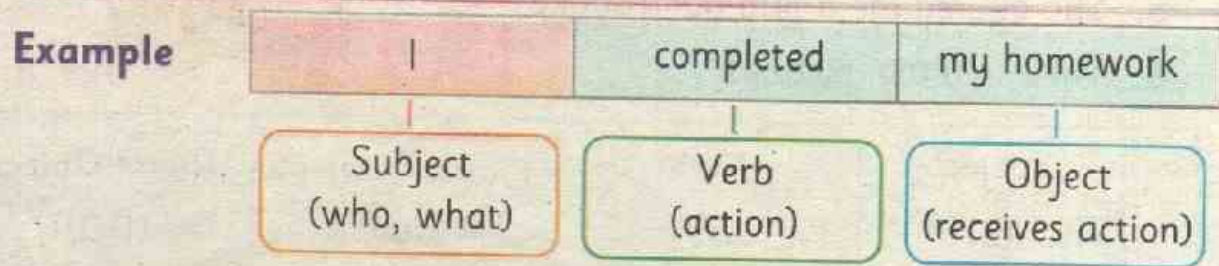 Example I completed my homework
Subject Verb Object
(who, what) (action) (receives action)